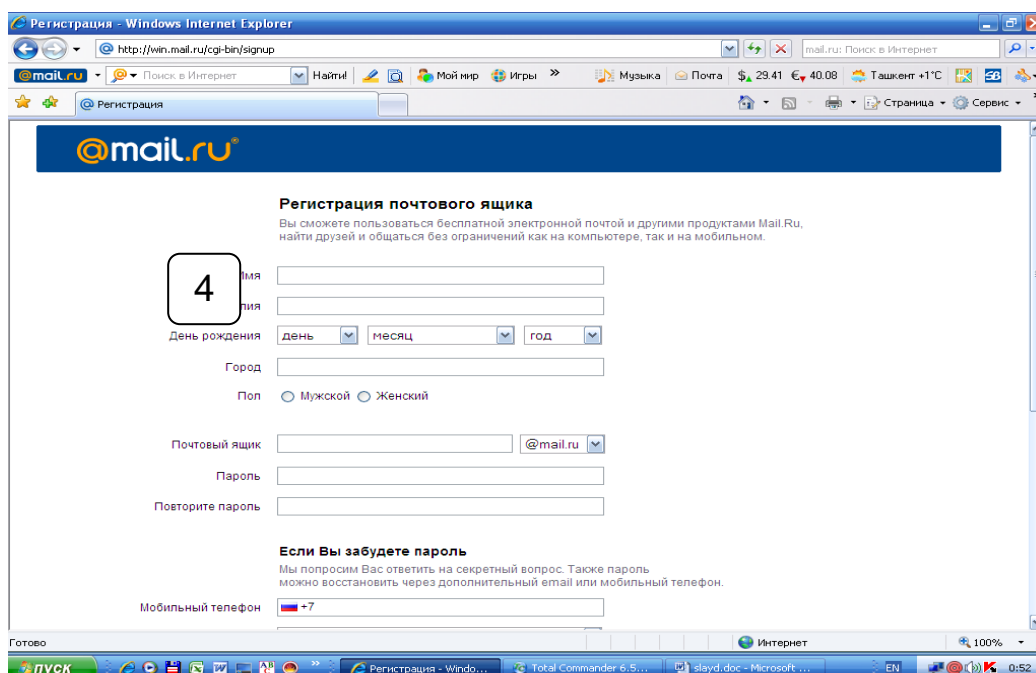 Регистрация - Windows Internet Explorer
http://win.mail.ru/cgi-bin/signup
mail.ru: Поиск в Интернет
@mail.ru
Поиск в Интернет
Найти!
Мой мир
Игры
»
Музыка
Почта
$ 29.41 € 40.08
Ташкент +1°C
Регистрация
Страница
Сервис
@mail.ru®
Регистрация почтового ящика
Вы сможете пользоваться бесплатной электронной почтой и другими продуктами Mail.Ru,
найти друзей и общаться без ограничений как на компьютере, так и на мобильном.
4
Имя
лия
День рождения день месяц год
Город
Пол Мужской Женский
Почтовый ящик @mail.ru
Пароль
Повторите пароль
Если Вы забудете пароль
Мы попросим Вас ответить на секретный вопрос. Также пароль
можно восстановить через дополнительный email или мобильный телефон.
Мобильный телефон +7
Готово
Интернет
100%
пуск
»
Регистрация - Windo...
Total Commander 6.5...
slayd.doc - Microsoft ...
EN
0:52